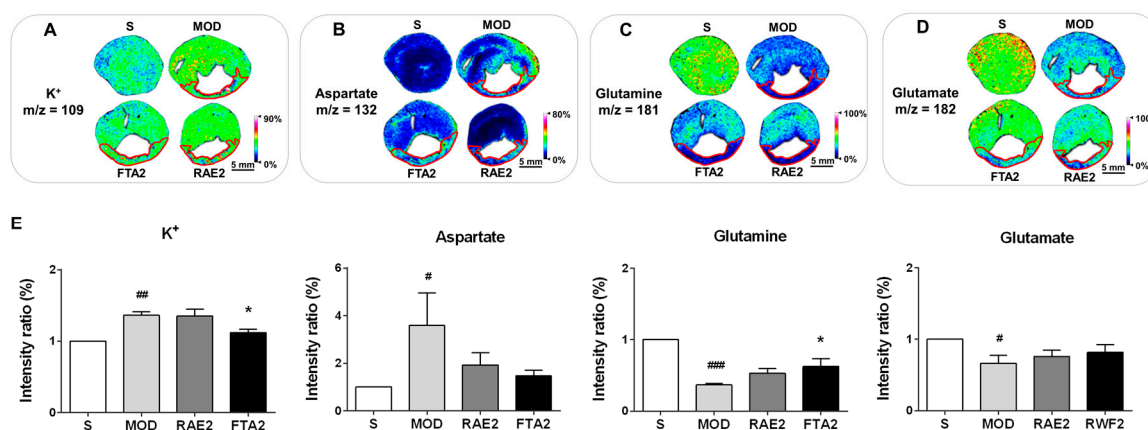 A
S
MOD
K+
m/z = 109
90%
0%
5 mm
FTA2
RAE2
B
S
MOD
Aspartate
m/z = 132
80%
0%
5 mm
FTA2
RAE2
C
S
MOD
Glutamine
m/z = 181
100%
0%
5 mm
FTA2
RAE2
D
S
MOD
Glutamate
m/z = 182
0%
5 mm
FTA2
RAE2
E
K+
Intensity ratio (%)
2
1
0
##
*
S MOD RAE2 FTA2
Aspartate
Intensity ratio (%)
6
4
2
0
#
S MOD RAE2 FTA2
Glutamine
Intensity ratio (%)
2
1
0
###
*
S MOD RAE2 FTA2
Glutamate
Intensity ratio (%)
2
1
0
#
S MOD RAE2 RWF2